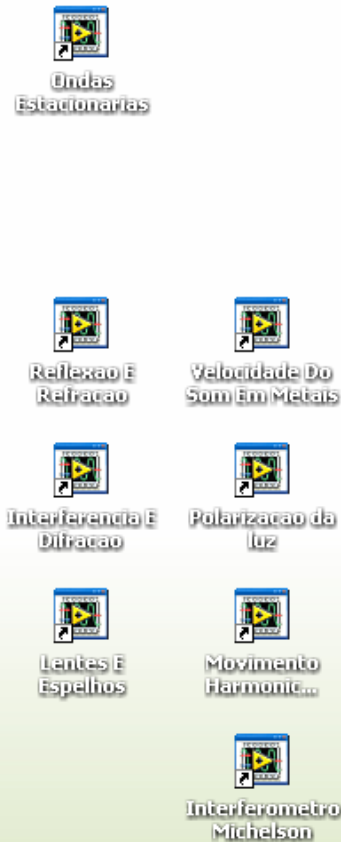 Ondas
Estacionarias
Reflexao E
Refracao
Velocidade Do
Som Em Metais
Interferencia E
Difracao
Polarizacao da
luz
Lentes E
Espelhos
Movimento
Harmonic...
Interferometro
Michelson